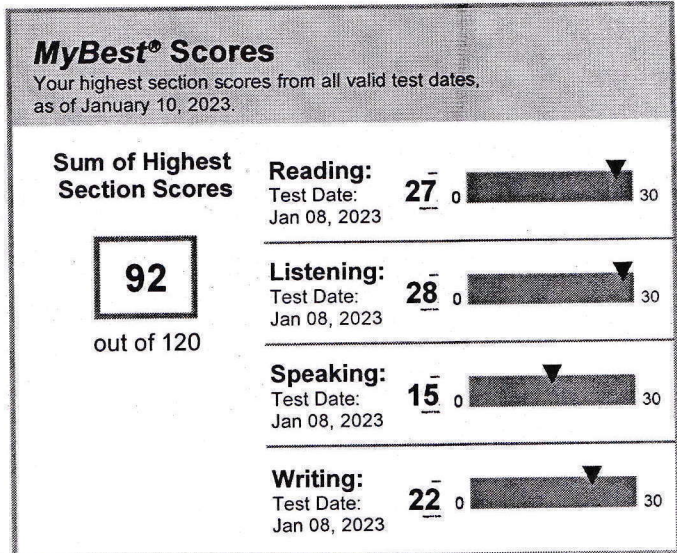 MyBest® Scores
Your highest section scores from all valid test dates,
as of January 10, 2023.
Sum of Highest
Section Scores
92
out of 120
Reading:
Test Date:
Jan 08, 2023
27 0 30
Listening:
Test Date:
Jan 08, 2023
28 0 30
Speaking:
Test Date:
Jan 08, 2023
15 0 30
Writing:
Test Date:
Jan 08, 2023
22 0 30